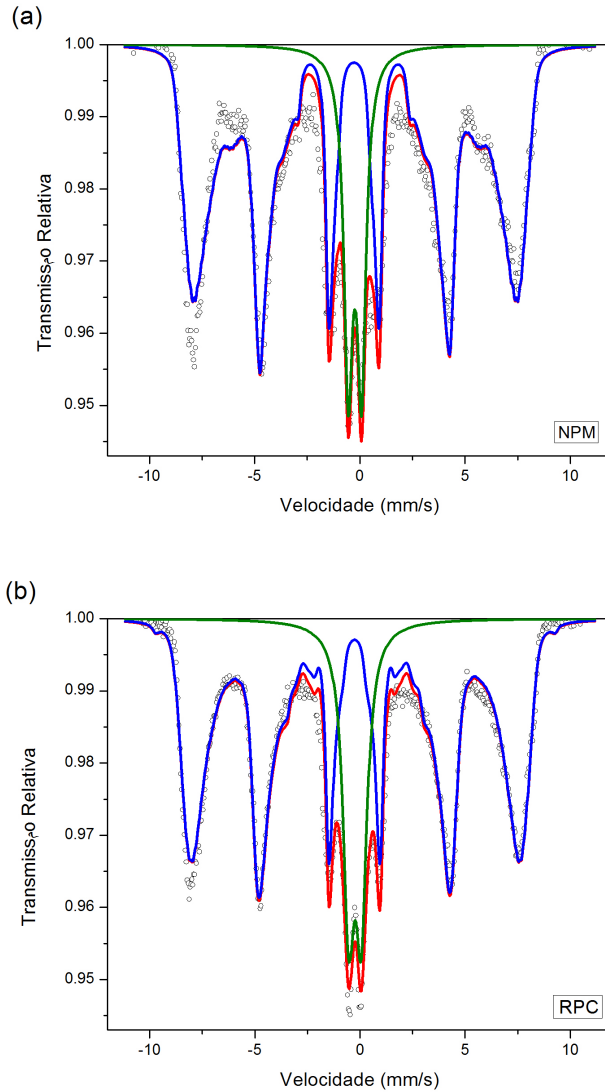 (a)
1.00
0.99
0.98
0.97
0.96
0.95
Transmissمo Relativa
NPM
-10 -5 0 5 10
Velocidade (mm/s)
(b)
1.00
0.99
0.98
0.97
0.96
0.95
Transmissمo Relativa
RPC
-10 -5 0 5 10
Velocidade (mm/s)